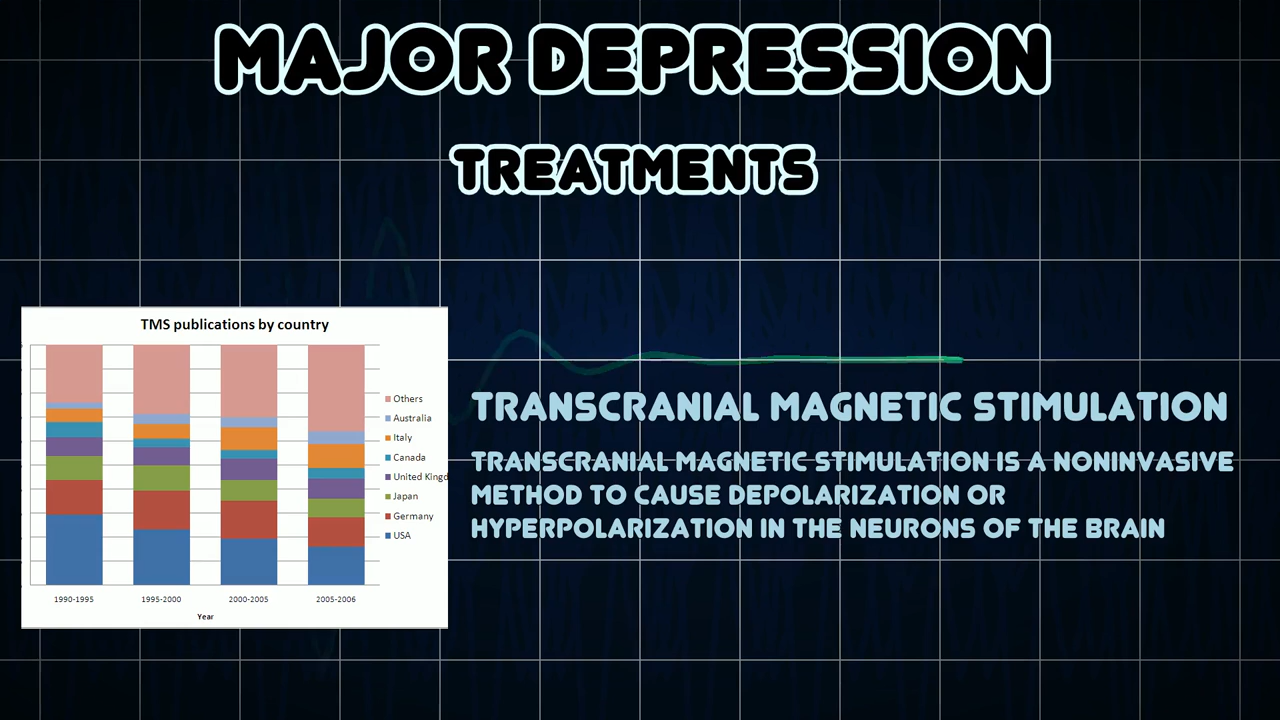 MAJOR DEPRESSION
TREATMENTS
TMS publications by country
Others
Australia
Italy
Canada
United Kingd
Japan
Germany
USA
1990-1995 1995-2000 2000-2005 2005-2006
Year
TRANSCRANIAL MAGNETIC STIMULATION
TRANSCRANIAL MAGNETIC STIMULATION IS A NONINVASIVE
METHOD TO CAUSE DEPOLARIZATION OR
HYPERPOLARIZATION IN THE NEURONS OF THE BRAIN